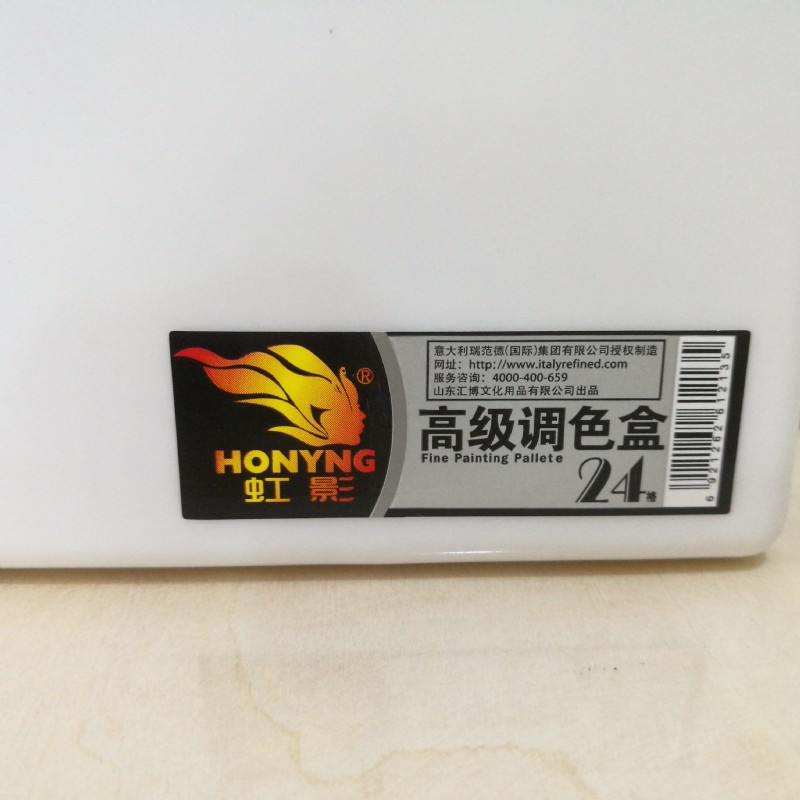 HONYNG
虹影
®
意大利瑞范德(国际)集团有限公司授权制造
网址：http://www.italyrefined.com
服务咨询：4000-400-659
山东汇博文化用品有限公司出品
高级调色盒
Fine Painting Pallete
24格
6921262612135